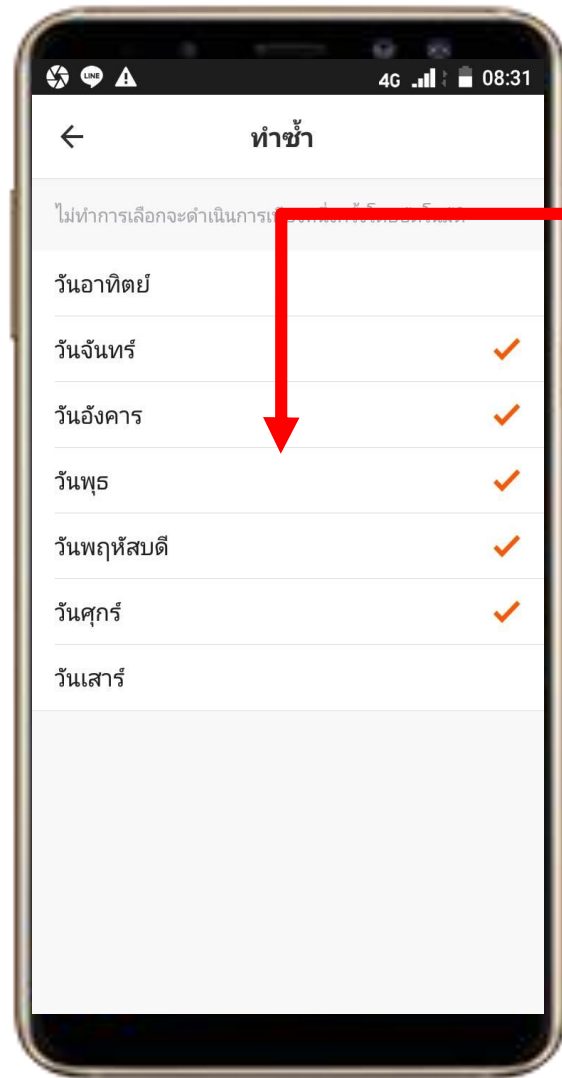 LINE
4G 08:31
ทำซ้ำ
ไม่ทำการเลือกจะดำเนินการ
วันอาทิตย์
วันจันทร์
วันอังคาร
วันพุธ
วันพฤหัสบดี
วันศุกร์
วันเสาร์